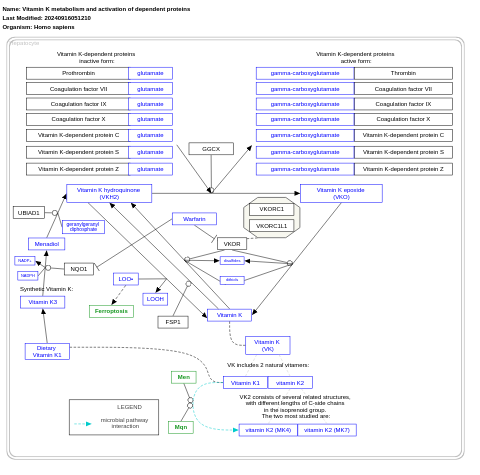 Name: Vitamin K metabolism and activation of dependent proteins
Last Modified: 20240916051210
Organism: Homo sapiens
Hepatocyte
Vitamin K-dependent proteins
inactive form:
Vitamin K-dependent proteins
active form:
Prothrombin glutamate gamma-carboxyglutamate Thrombin
Coagulation factor VII glutamate gamma-carboxyglutamate Coagulation factor VII
Coagulation factor IX glutamate gamma-carboxyglutamate Coagulation factor IX
Coagulation factor X glutamate gamma-carboxyglutamate Coagulation factor X
Vitamin K-dependent protein C glutamate gamma-carboxyglutamate Vitamin K-dependent protein C
Vitamin K-dependent protein S glutamate gamma-carboxyglutamate Vitamin K-dependent protein S
Vitamin K-dependent protein Z glutamate gamma-carboxyglutamate Vitamin K-dependent protein Z
GGCX
Vitamin K hydroquinone
(VKH2)
Vitamin K epoxide
(VKO)
UBIAD1
geranylgeranyl
diphosphate
Warfarin
VKORC1
VKORC1L1
Menadiol
VKOR
NADP+
NADPH
NQO1
disulfides
dithiols
LOO•
LOOH
Synthetic Vitamin K:
Vitamin K3
Ferroptosis
FSP1
Vitamin K
Dietary
Vitamin K1
Vitamin K
(VK)
VK includes 2 natural vitamers:
Men
Vitamin K1 vitamin K2
VK2 consists of several related structures,
with different lengths of C-side chains
in the isoprenoid group.
The two most studied are:
Mqn
vitamin K2 (MK4) vitamin K2 (MK7)
LEGEND
microbial pathway
interaction